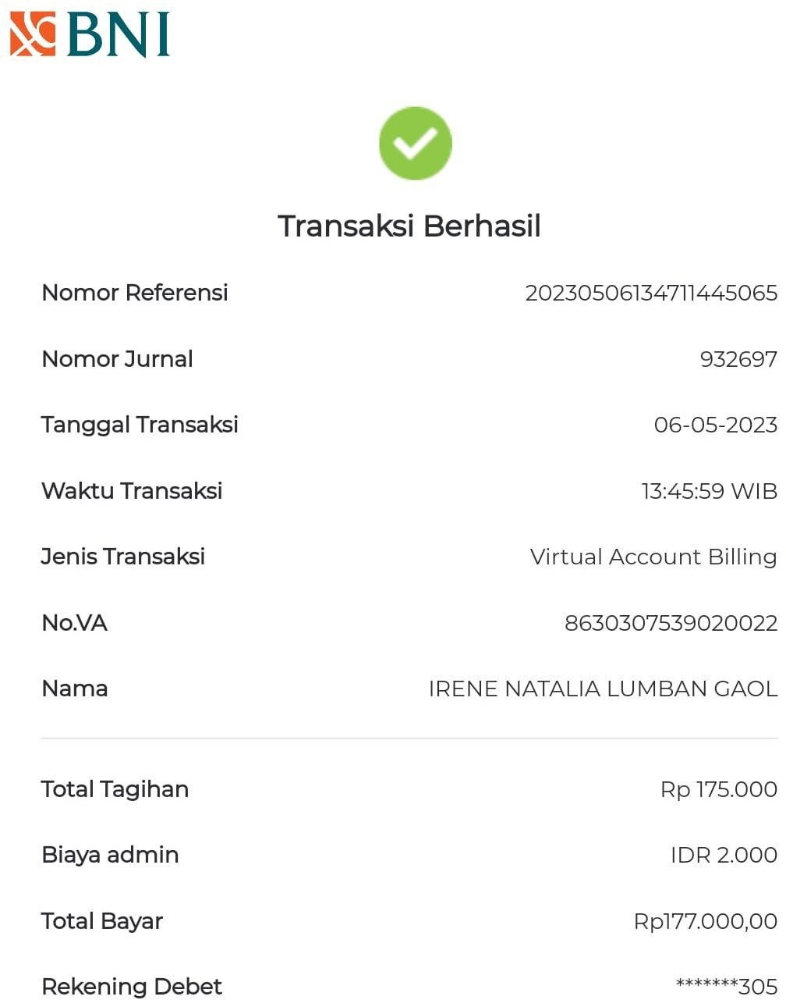 BNI
Transaksi Berhasil
Nomor Referensi 20230506134711445065
Nomor Jurnal 932697
Tanggal Transaksi 06-05-2023
Waktu Transaksi 13:45:59 WIB
Jenis Transaksi Virtual Account Billing
No.VA 8630307539020022
Nama IRENE NATALIA LUMBAN GAOL
Total Tagihan Rp 175.000
Biaya admin IDR 2.000
Total Bayar Rp177.000,00
Rekening Debet *******305